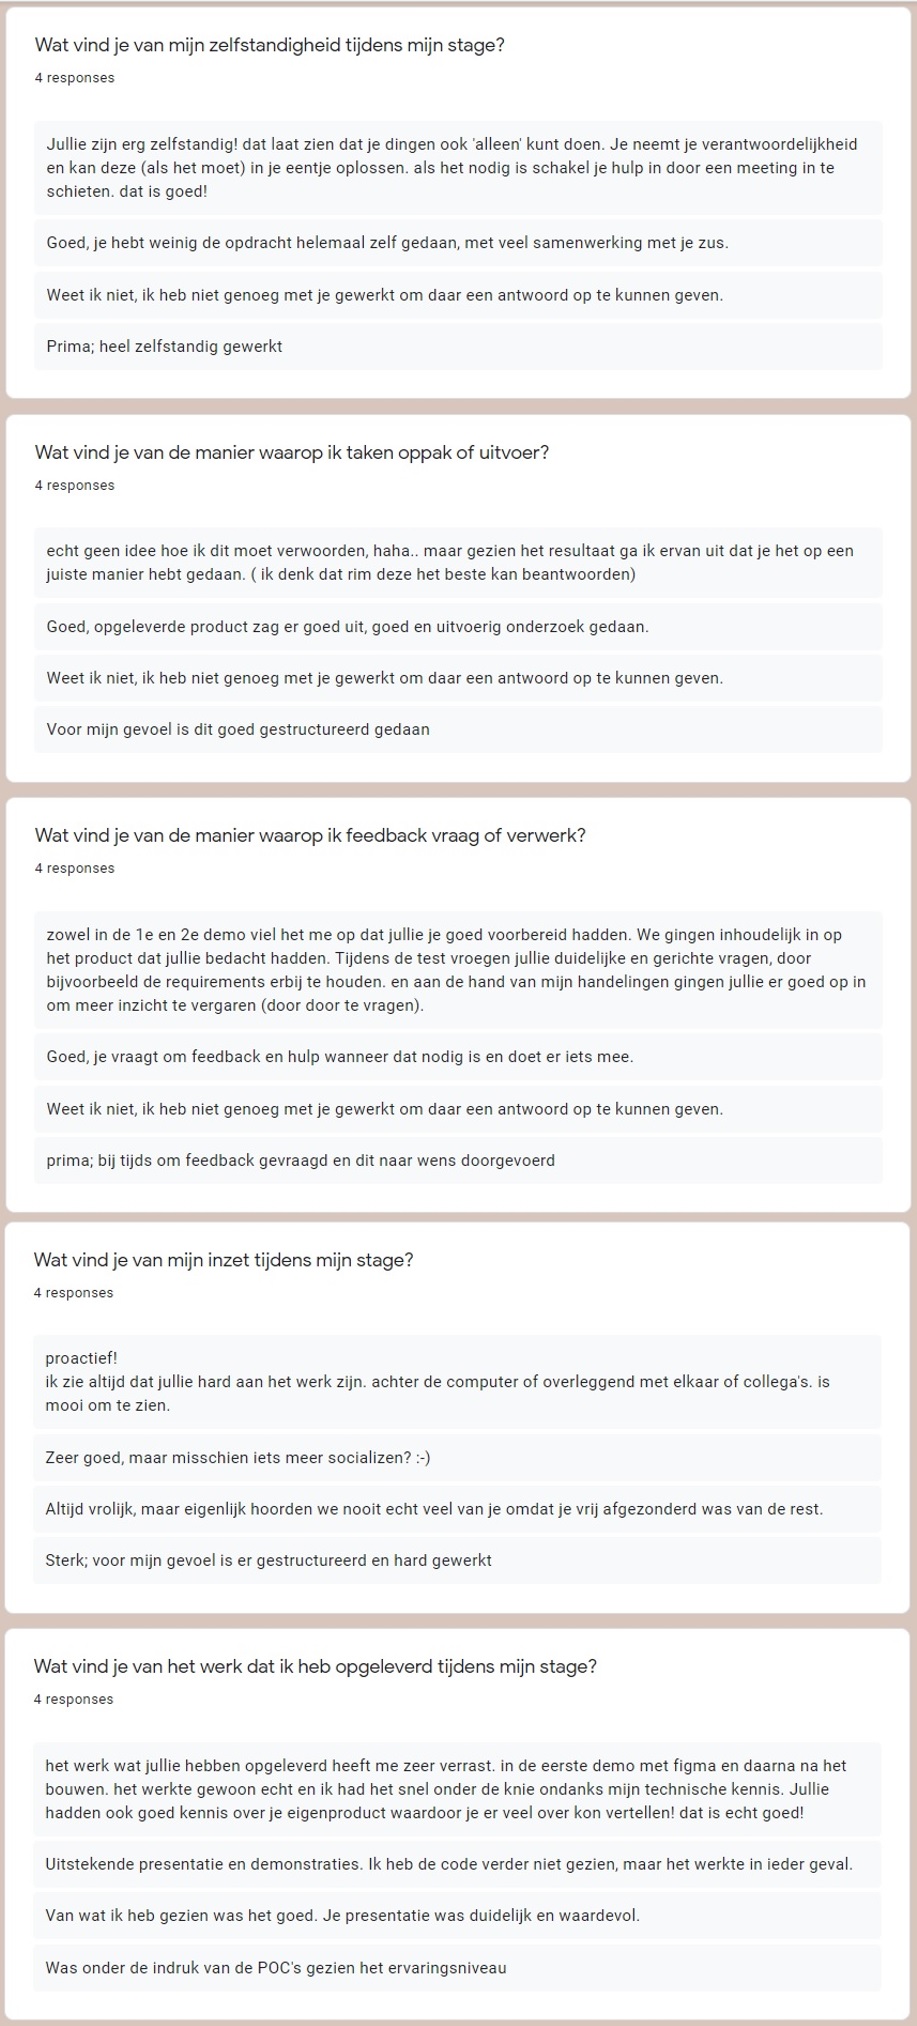 Wat vind je van mijn zelfstandigheid tijdens mijn stage?
4 responses
Jullie zijn erg zelfstandig! dat laat zien dat je dingen ook 'alleen' kunt doen. Je neemt je verantwoordelijkheid
en kan deze (als het moet) in je eentje oplossen. als het nodig is schakel je hulp in door een meeting in te
schieten. dat is goed!
Goed, je hebt weinig de opdracht helemaal zelf gedaan, met veel samenwerking met je zus.
Weet ik niet, ik heb niet genoeg met je gewerkt om daar een antwoord op te kunnen geven.
Prima; heel zelfstandig gewerkt
Wat vind je van de manier waarop ik taken oppak of uitvoer?
4 responses
echt geen idee hoe ik dit moet verwoorden, haha.. maar gezien het resultaat ga ik ervan uit dat je het op een
juiste manier hebt gedaan. ( ik denk dat rim deze het beste kan beantwoorden)
Goed, opgeleverde product zag er goed uit, goed en uitvoerig onderzoek gedaan.
Weet ik niet, ik heb niet genoeg met je gewerkt om daar een antwoord op te kunnen geven.
Voor mijn gevoel is dit goed gestructureerd gedaan
Wat vind je van de manier waarop ik feedback vraag of verwerk?
4 responses
zowel in de 1e en 2e demo viel het me op dat jullie je goed voorbereid hadden. We gingen inhoudelijk in op
het product dat jullie bedacht hadden. Tijdens de test vroegen jullie duidelijke en gerichte vragen, door
bijvoorbeeld de requirements erbij te houden. en aan de hand van mijn handelingen gingen jullie er goed op in
om meer inzicht te vergaren (door door te vragen).
Goed, je vraagt om feedback en hulp wanneer dat nodig is en doet er iets mee.
Weet ik niet, ik heb niet genoeg met je gewerkt om daar een antwoord op te kunnen geven.
prima; bij tijds om feedback gevraagd en dit naar wens doorgevoerd
Wat vind je van mijn inzet tijdens mijn stage?
4 responses
proactief!
ik zie altijd dat jullie hard aan het werk zijn. achter de computer of overleggend met elkaar of collega's. is
mooi om te zien.
Zeer goed, maar misschien iets meer socializen? :-)
Altijd vrolijk, maar eigenlijk hoorden we nooit echt veel van je omdat je vrij afgezonderd was van de rest.
Sterk; voor mijn gevoel is er gestructureerd en hard gewerkt
Wat vind je van het werk dat ik heb opgeleverd tijdens mijn stage?
4 responses
het werk wat jullie hebben opgeleverd heeft me zeer verrast. in de eerste demo met figma en daarna na het
bouwen. het werkte gewoon echt en ik had het snel onder de knie ondanks mijn technische kennis. Jullie
hadden ook goed kennis over je eigenproduct waardoor je er veel over kon vertellen! dat is echt goed!
Uitstekende presentatie en demonstraties. Ik heb de code verder niet gezien, maar het werkte in ieder geval.
Van wat ik heb gezien was het goed. Je presentatie was duidelijk en waardevol.
Was onder de indruk van de POC's gezien het ervaringsniveau